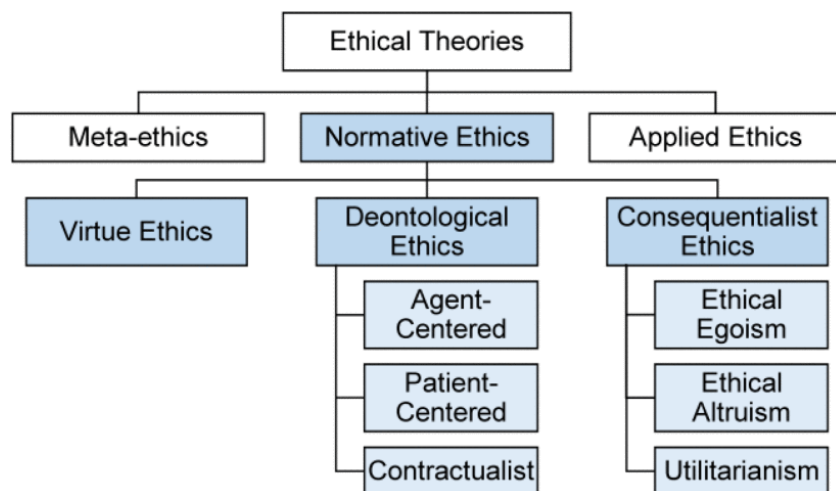 Ethical Theories
Meta-ethics
Normative Ethics
Applied Ethics
Virtue Ethics
Deontological
Ethics
Consequentialist
Ethics
Agent-
Centered
Ethical
Egoism
Patient-
Centered
Ethical
Altruism
Contractualist
Utilitarianism